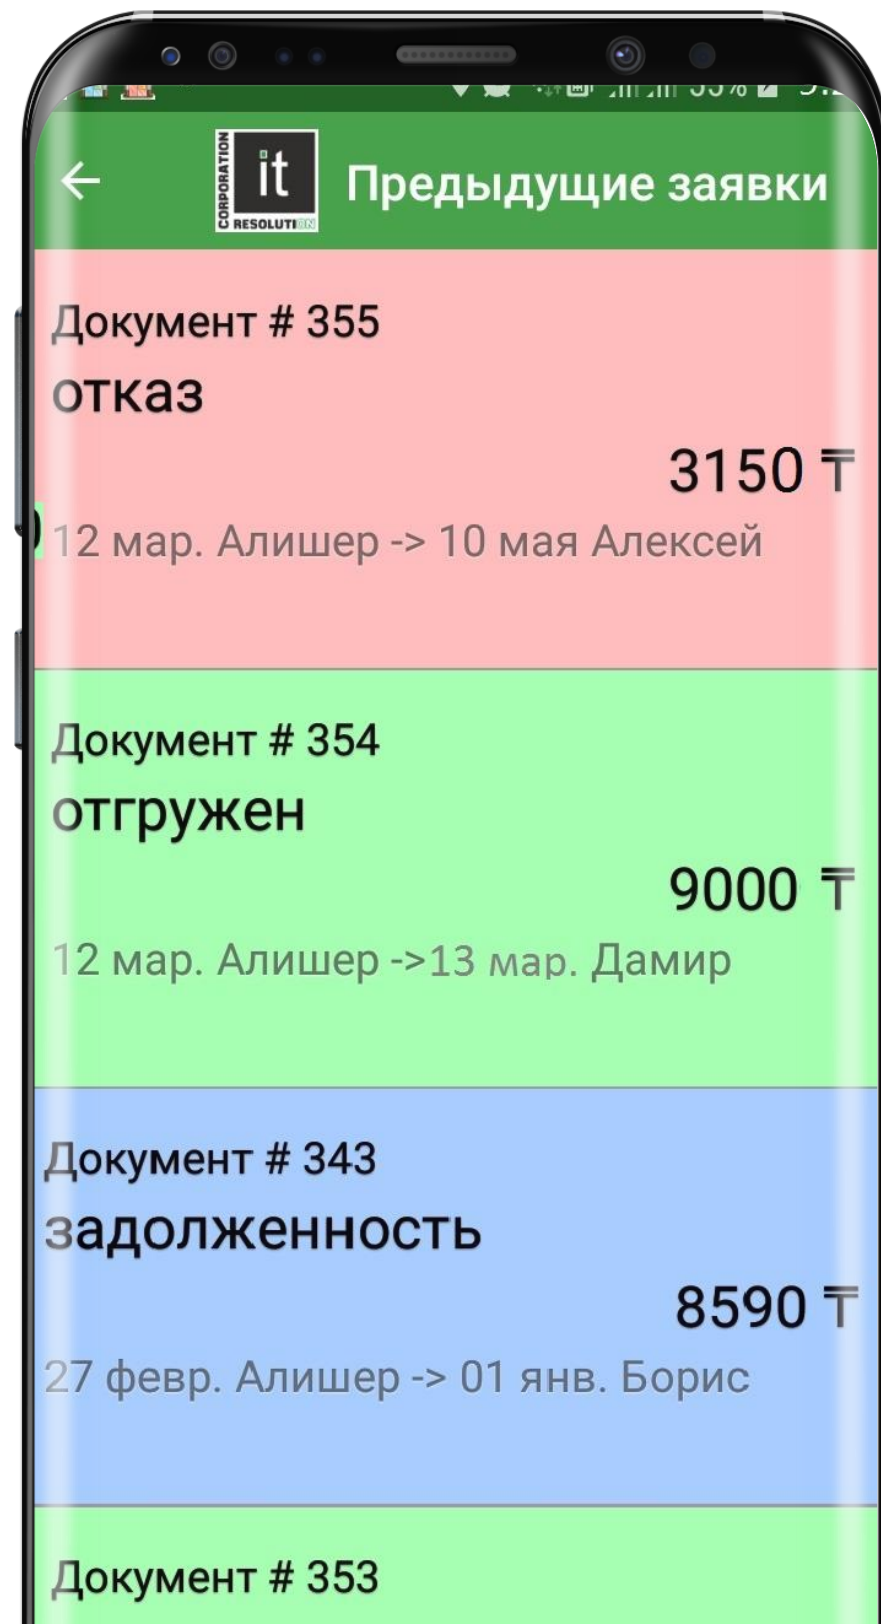 CORPORATION
it
RESOLUTION
Предыдущие заявки
Документ # 355
отказ
3150 ₸
12 мар. Алишер -> 10 мая Алексей
Документ # 354
отгружен
9000 ₸
12 мар. Алишер ->13 мар. Дамир
Документ # 343
задолженность
8590 ₸
27 февр. Алишер -> 01 янв. Борис
Документ # 353